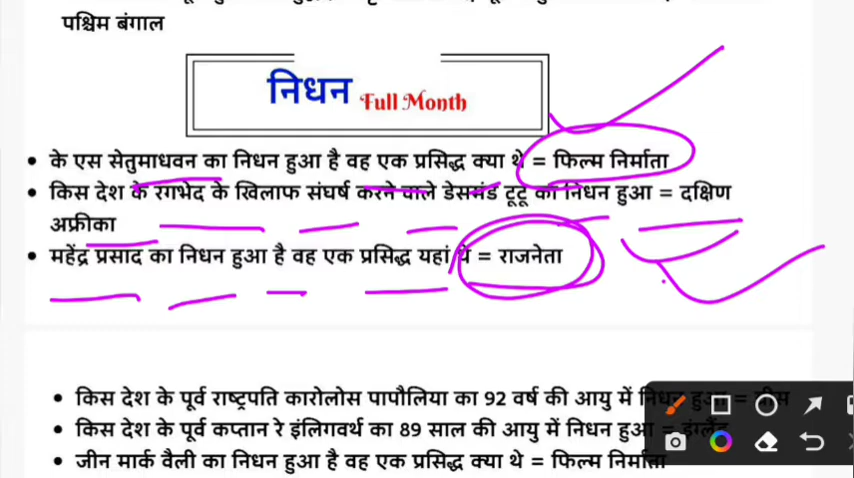 पश्चिम बंगाल
निधन Full Month
• के एस सेतुमाधवन का निधन हुआ है वह एक प्रसिद्ध क्या थे = फिल्म निर्माता
• किस देश के रंगभेद के खिलाफ संघर्ष करने वाले डेसमंड टूटू का निधन हुआ = दक्षिण
अफ्रीका
• महेंद्र प्रसाद का निधन हुआ है वह एक प्रसिद्ध यहां थे = राजनेता
• किस देश के पूर्व राष्ट्रपति कारोलोस पापौलिया का 92 वर्ष की आयु में निधन हुआ = ग्रीस
• किस देश के पूर्व कप्तान रे इंलिगवर्थ का 89 साल की आयु में निधन हुआ = इंग्लैंड
• जीन मार्क वैली का निधन हुआ है वह एक प्रसिद्ध क्या थे = फिल्म निर्माता